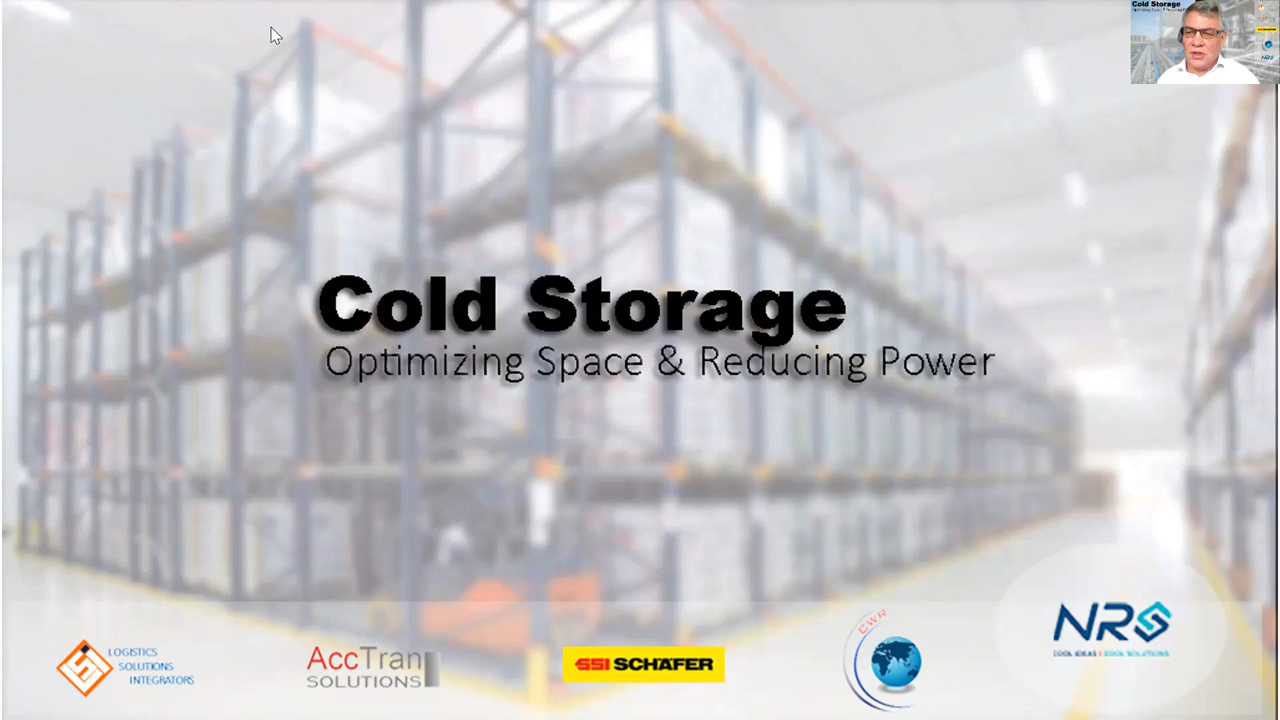 Cold Storage
Cold Storage
Optimizing Space & Reducing Power
LOGISTICS
SOLUTIONS
INTEGRATORS
AccTran
SOLUTIONS
SSI SCHÄFER
CWR
NRS
COOL IDEAS | COOL SOLUTIONS